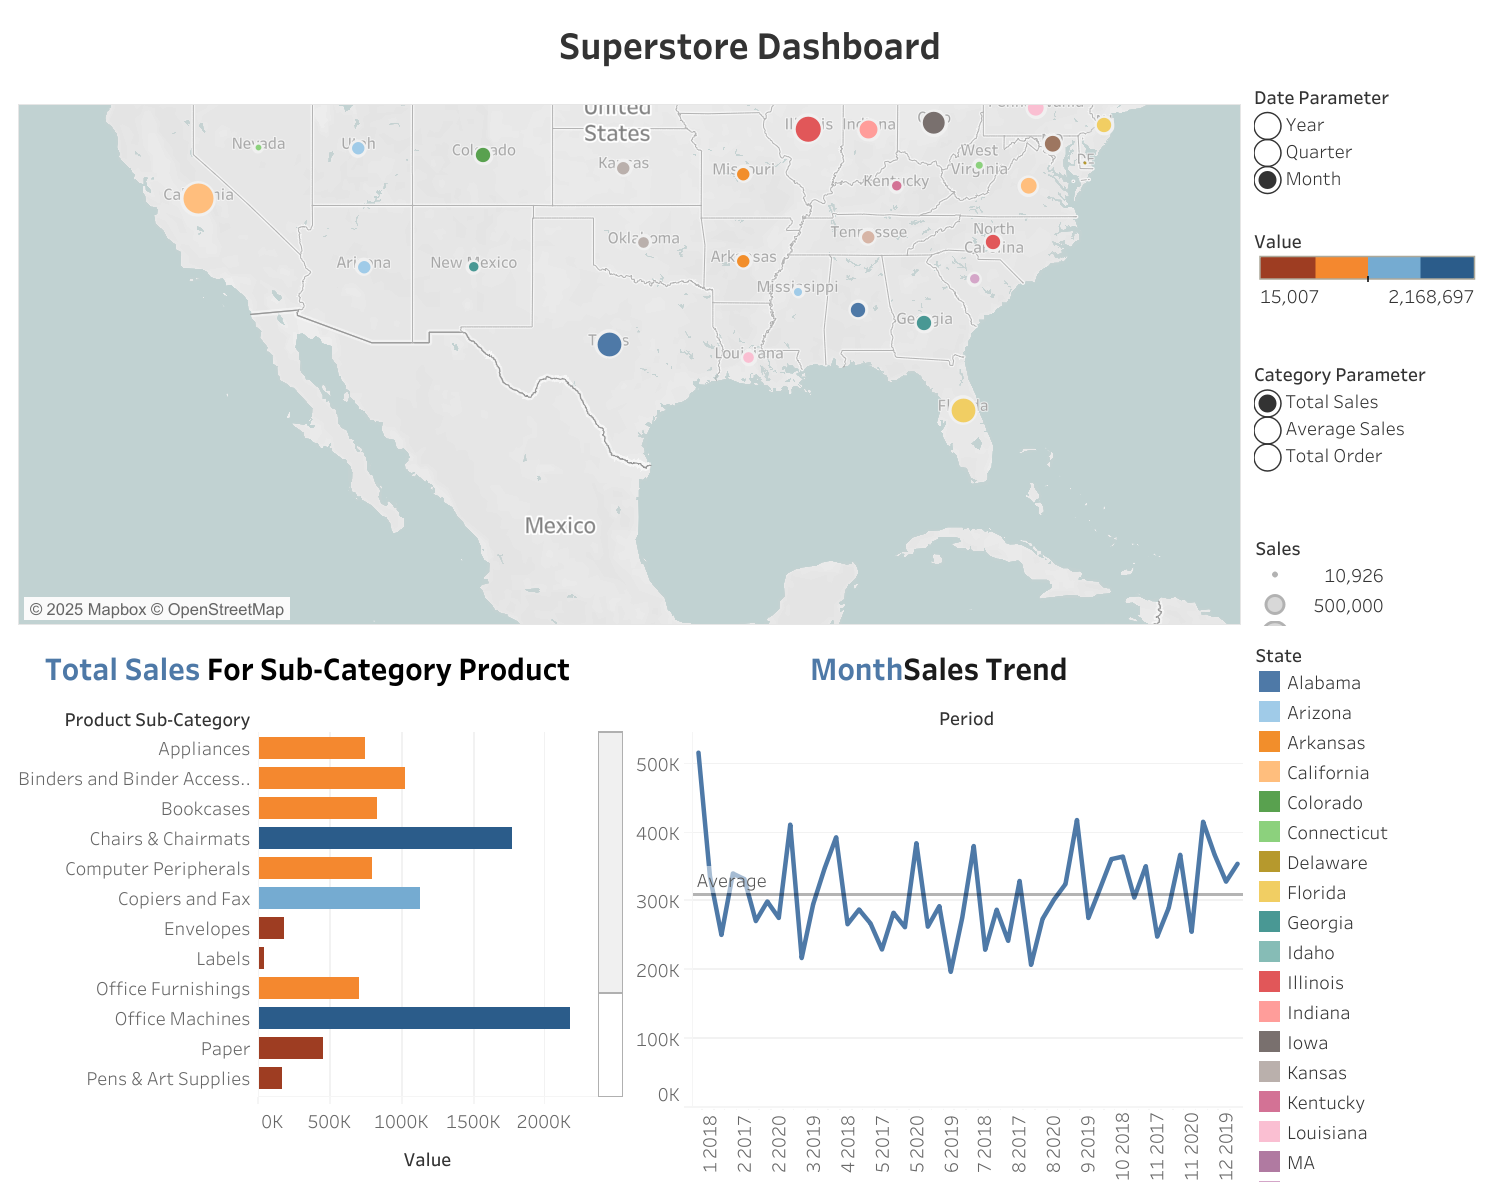 Superstore Dashboard
United
States
Nevada
Utah
Colorado
Kansas
Missouri
Illinois
Indiana
Ohio
Pennsylvania
West
Virginia
DE
California
Kentucky
Arizona
New Mexico
Oklahoma
Arkansas
Tennessee
North
Carolina
Mississippi
Georgia
Texas
Louisiana
Florida
Mexico
© 2025 Mapbox © OpenStreetMap
Date Parameter
Year
Quarter
Month
Value
15,007 2,168,697
Category Parameter
Total Sales
Average Sales
Total Order
Sales
10,926
500,000
Total Sales For Sub-Category Product
Product Sub-Category
Appliances
Binders and Binder Access..
Bookcases
Chairs & Chairmats
Computer Peripherals
Copiers and Fax
Envelopes
Labels
Office Furnishings
Office Machines
Paper
Pens & Art Supplies
0K 500K 1000K 1500K 2000K
Value
MonthSales Trend
Period
500K
400K
Average
300K
200K
100K
0K
1 2018
2 2017
2 2020
3 2019
4 2018
5 2017
5 2020
6 2019
7 2018
8 2017
8 2020
9 2019
10 2018
11 2017
11 2020
12 2019
State
Alabama
Arizona
Arkansas
California
Colorado
Connecticut
Delaware
Florida
Georgia
Idaho
Illinois
Indiana
Iowa
Kansas
Kentucky
Louisiana
MA